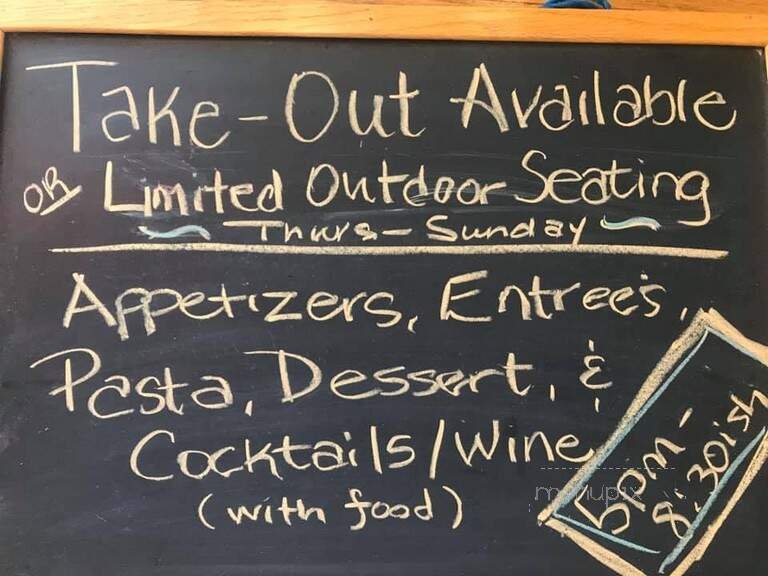 Take-Out Available
OR Limited Outdoor Seating
~ Thurs - Sunday ~
Appetizers, Entree's,
Pasta, Dessert, &
Cocktails/Wine
(with food)
5pm-
8:30ish
menupix